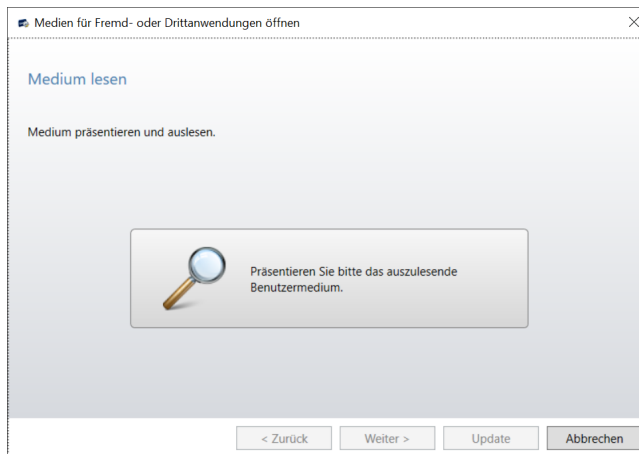 Medien für Fremd- oder Drittanwendungen öffnen
Medium lesen
Medium präsentieren und auslesen.
Präsentieren Sie bitte das auszulesende
Benutzermedium.
< Zurück
Weiter >
Update
Abbrechen